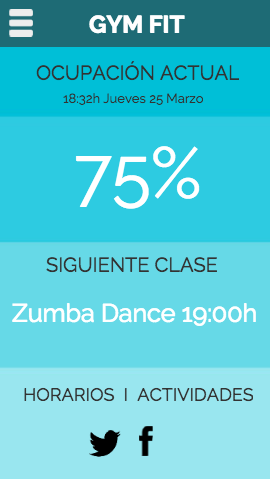 GYM FIT
OCUPACIÓN ACTUAL
18:32h Jueves 25 Marzo
75%
SIGUIENTE CLASE
Zumba Dance 19:00h
HORARIOS I ACTIVIDADES